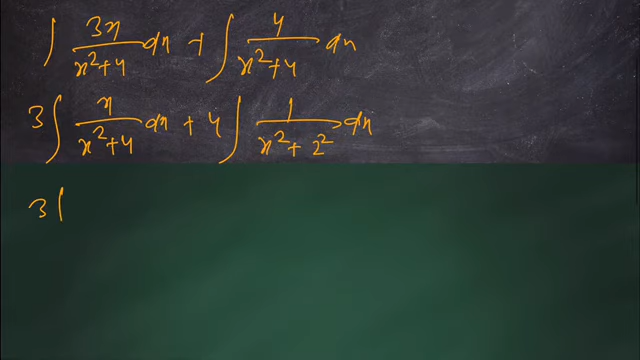 ∫ 3x/(x²+4) dx + ∫ 4/(x²+4) dx
3 ∫ x/(x²+4) dx + 4 ∫ 1/(x²+2²) dx
3 ∫